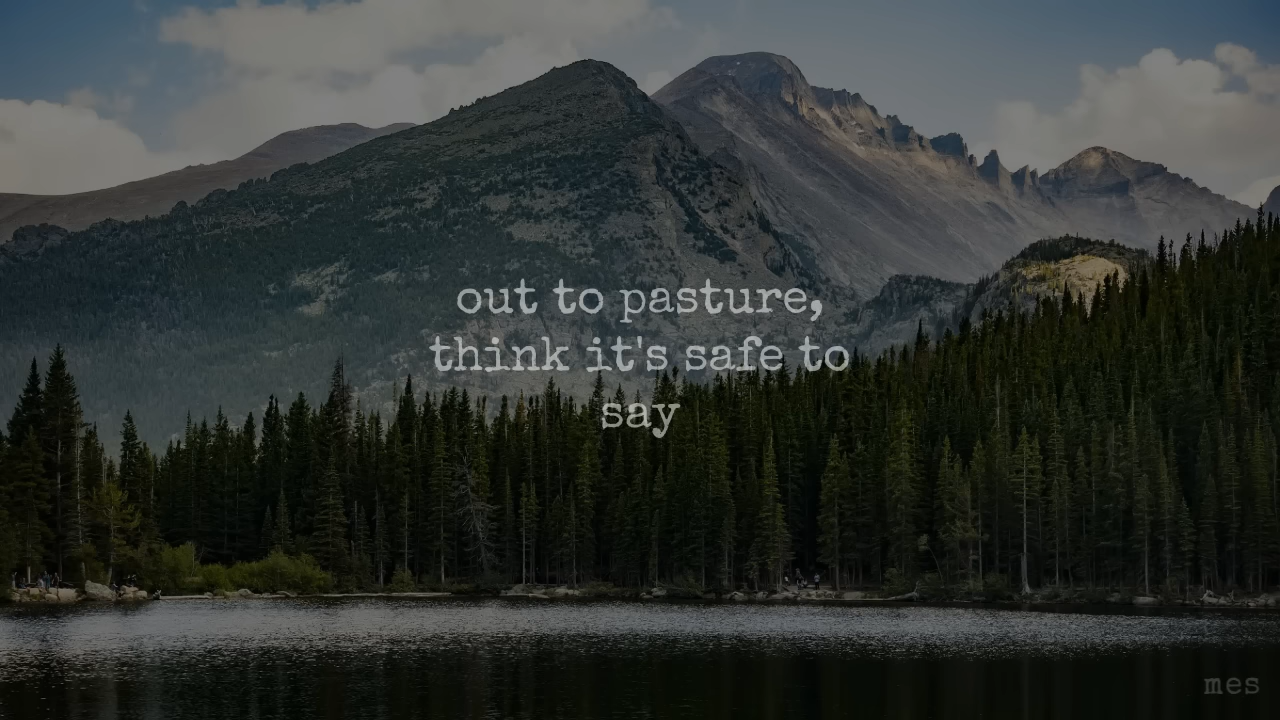 out to pasture,
think it's safe to
say
mes